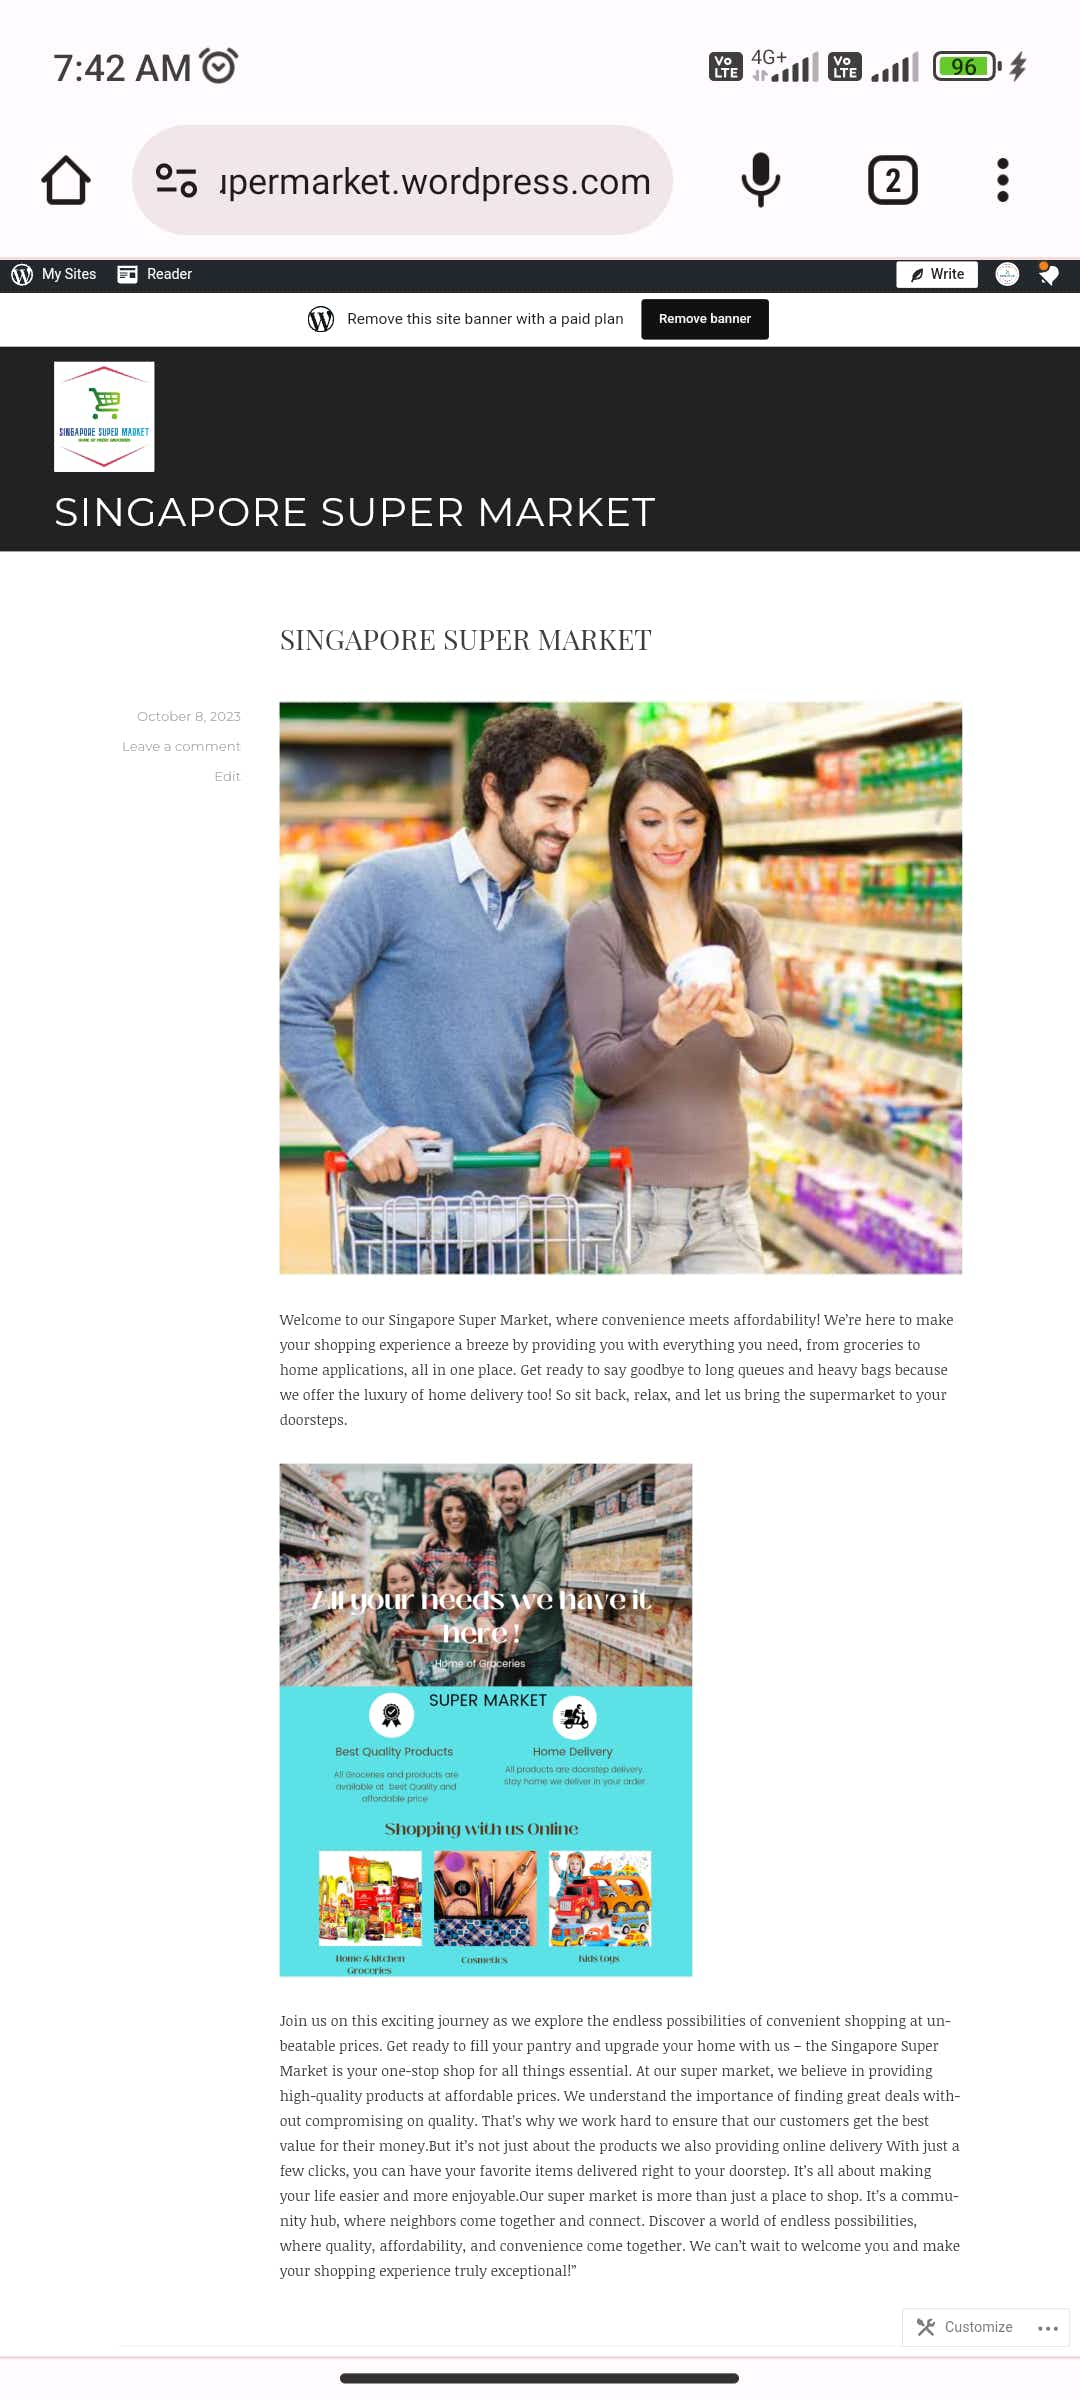 7:42 AM
Vo LTE 4G+ Vo LTE 96
upermarket.wordpress.com
2
My Sites Reader Write
Remove this site banner with a paid plan Remove banner
SINGAPORE SUPER MARKET
HOME OF FRESH GROCERIES
SINGAPORE SUPER MARKET
SINGAPORE SUPER MARKET
October 8, 2023
Leave a comment
Edit
Welcome to our Singapore Super Market, where convenience meets affordability! We’re here to make
your shopping experience a breeze by providing you with everything you need, from groceries to
home applications, all in one place. Get ready to say goodbye to long queues and heavy bags because
we offer the luxury of home delivery too! So sit back, relax, and let us bring the supermarket to your
doorsteps.
All your needs we have it
here !
Home of Groceries
SUPER MARKET
Best Quality Products
All Groceries and products are
available at best Quality and
affordable price
Home Delivery
All products are doorstep delivery
stay home we deliver in your order
Shopping with us Online
Home & kitchen
Groceries
Cosmetics
Kids toys
Join us on this exciting journey as we explore the endless possibilities of convenient shopping at un-
beatable prices. Get ready to fill your pantry and upgrade your home with us – the Singapore Super
Market is your one-stop shop for all things essential. At our super market, we believe in providing
high-quality products at affordable prices. We understand the importance of finding great deals with-
out compromising on quality. That’s why we work hard to ensure that our customers get the best
value for their money.But it’s not just about the products we also providing online delivery With just a
few clicks, you can have your favorite items delivered right to your doorstep. It’s all about making
your life easier and more enjoyable.Our super market is more than just a place to shop. It’s a commu-
nity hub, where neighbors come together and connect. Discover a world of endless possibilities,
where quality, affordability, and convenience come together. We can’t wait to welcome you and make
your shopping experience truly exceptional!”
Customize